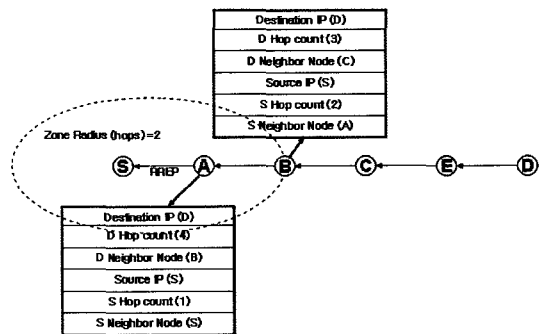 Destination IP (D)
D Hop count (3)
D Neighbor Node (C)
Source IP (S)
S Hop count (2)
S Neighbor Node (A)
Zone Radius (hops)=2
S A B C E D
RREP
Destination IP (D)
D Hop count (4)
D Neighbor Node (B)
Source IP (S)
S Hop count (1)
S Neighbor Node (S)